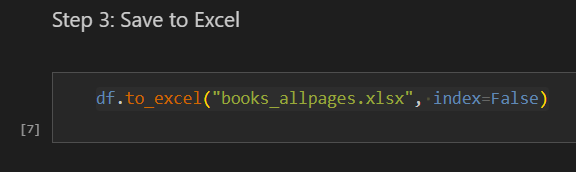 Step 3: Save to Excel
df.to_excel("books_allpages.xlsx", index=False)
[7]